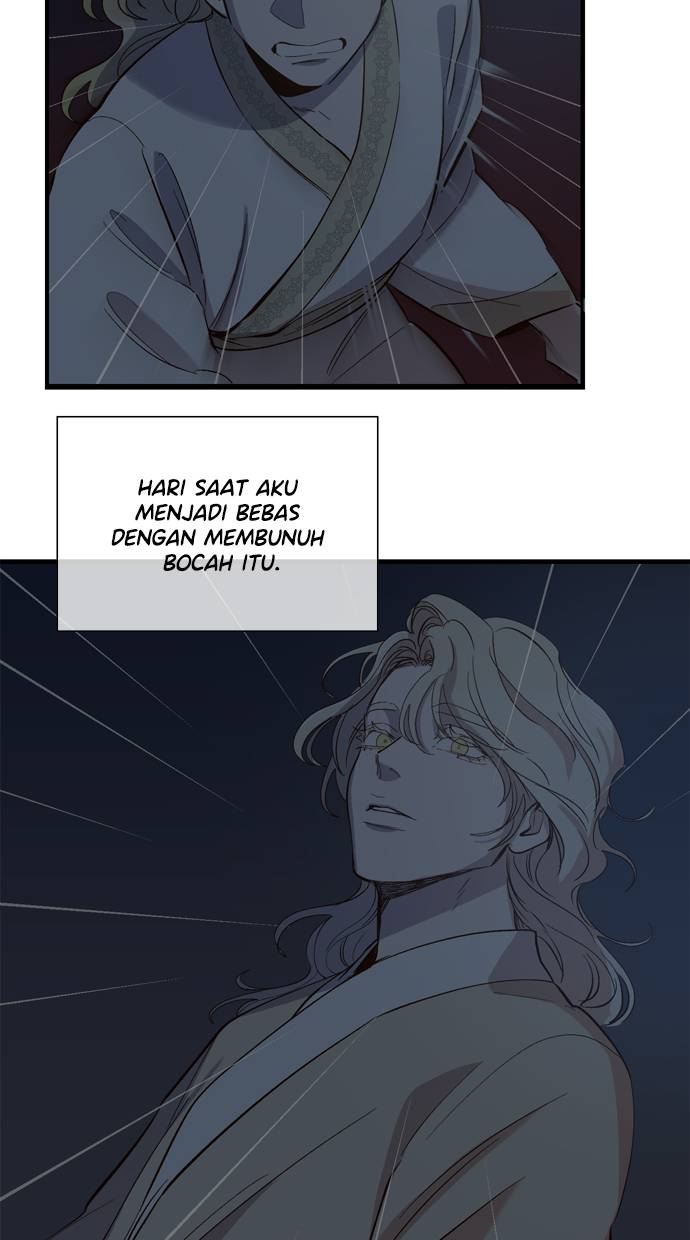 HARI SAAT AKU
MENJADI BEBAS
DENGAN MEMBUNUH
BOCAH ITU.